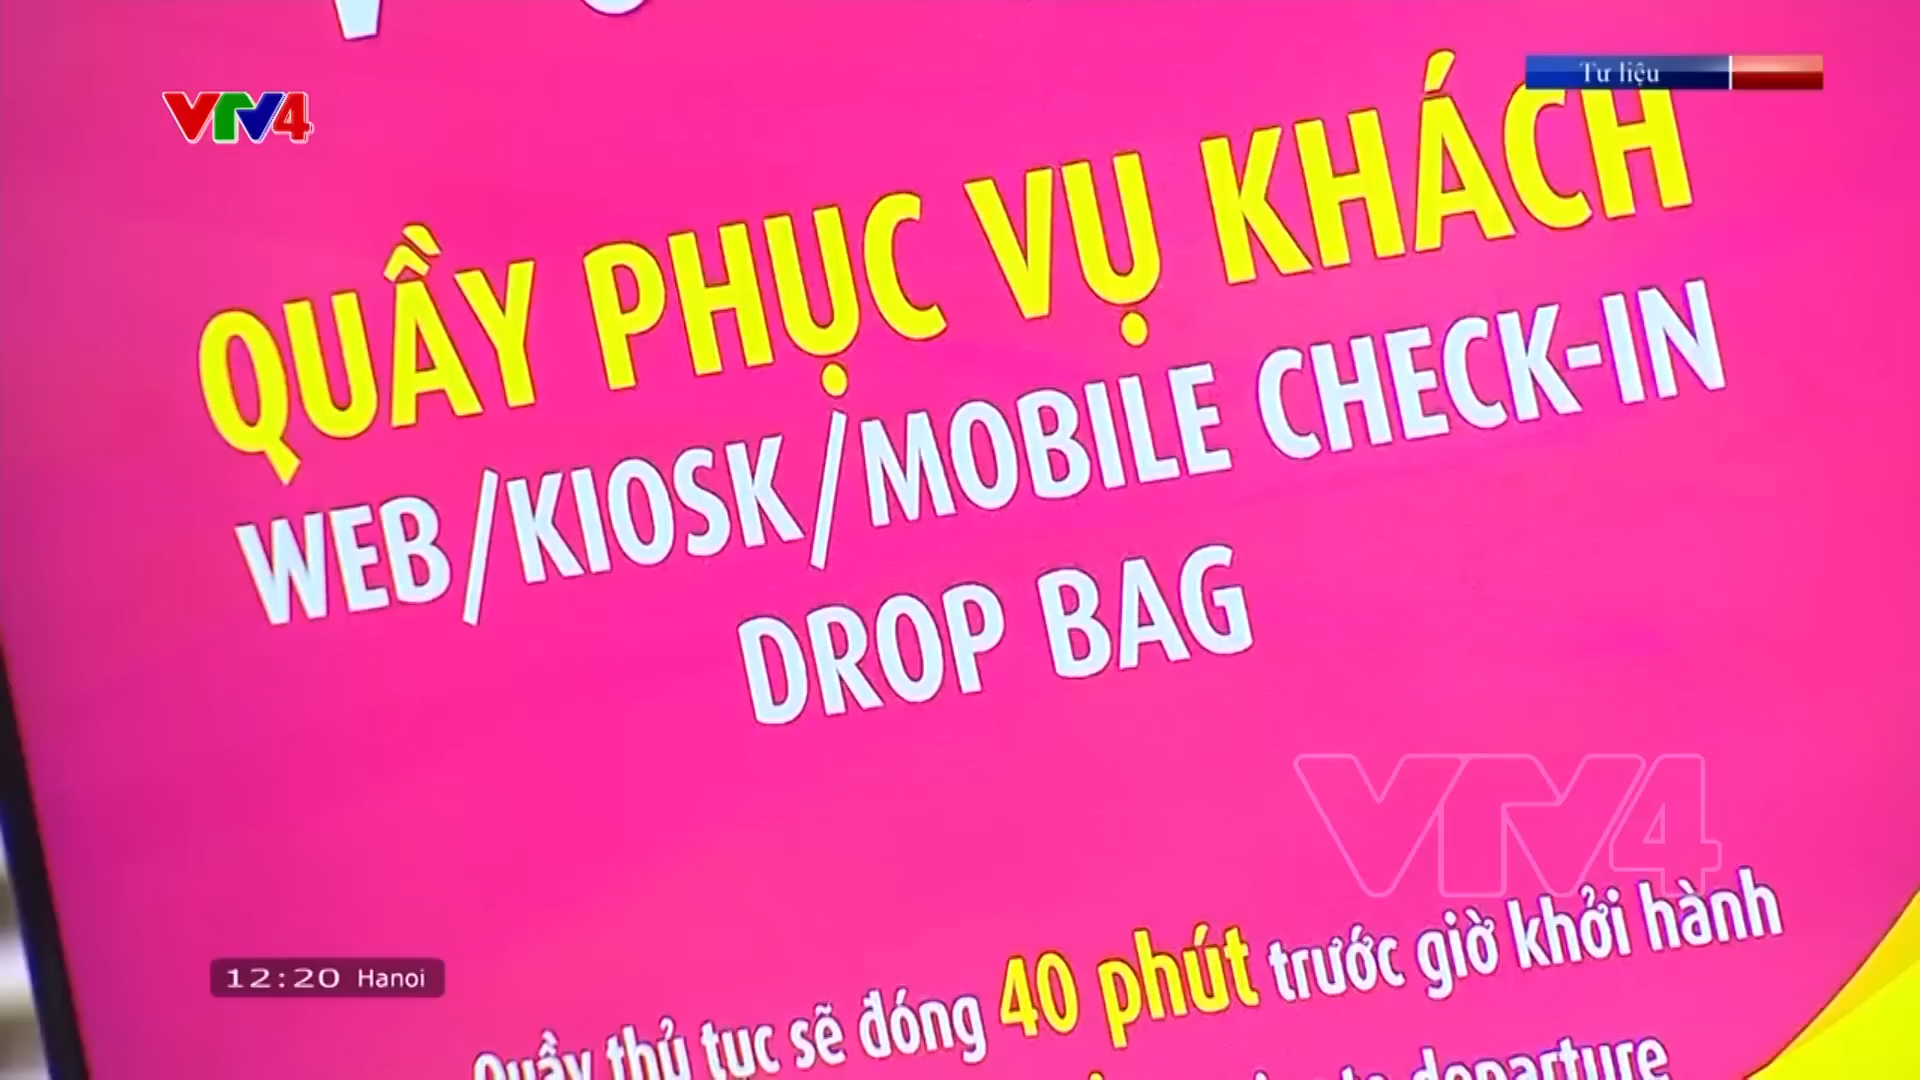 Tư liệu
VTV4
QUẦY PHỤC VỤ KHÁCH
WEB/KIOSK/MOBILE CHECK-IN
DROP BAG
VTV4
Quầy thủ tục sẽ đóng 40 phút trước giờ khởi hành
departure
12:20 Hanoi